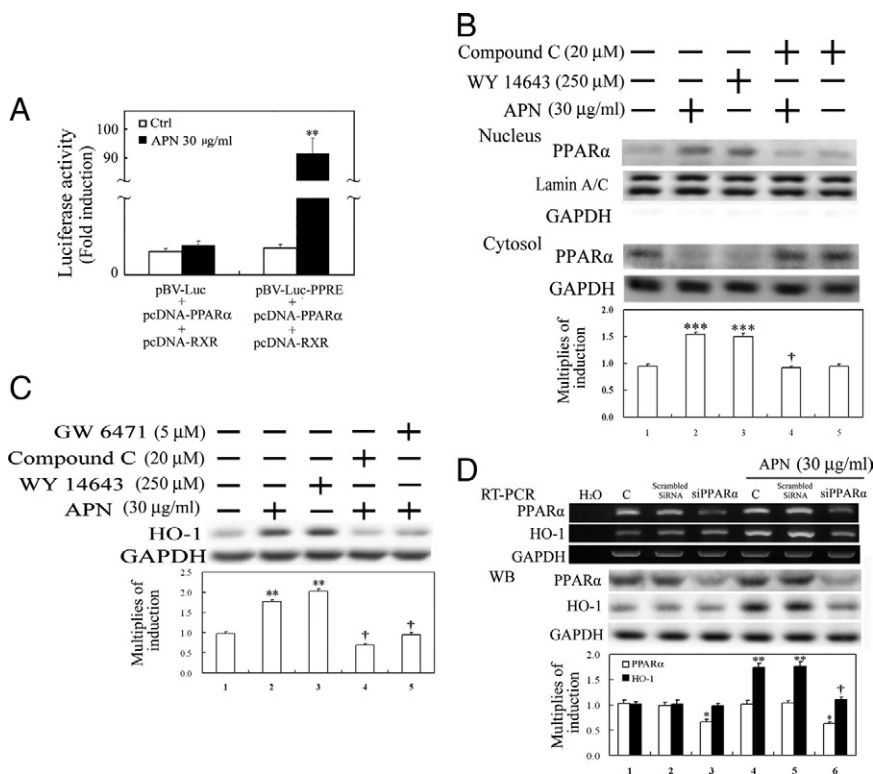 A
Luciferase activity
(Fold induction)
100
90
0
Ctrl
APN 30 µg/ml
**
pBV-Luc
+
pcDNA-PPARα
+
pcDNA-RXR
pBV-Luc-PPRE
+
pcDNA-PPARα
+
pcDNA-RXR
B
Compound C (20 µM) − − − + +
WY 14643 (250 µM) − − + − −
APN (30 µg/ml) − + − + −
Nucleus
PPARα
Lamin A/C
GAPDH
Cytosol
PPARα
GAPDH
Multiplies of
induction
2.0
1.5
1.0
0.5
0.0
*** *** †
1 2 3 4 5
C
GW 6471 (5 µM) − − − − +
Compound C (20 µM) − − − + −
WY 14643 (250 µM) − − + − −
APN (30 µg/ml) − + − + +
HO-1
GAPDH
Multiplies of
induction
2.5
2.0
1.5
1.0
0.5
0.0
** ** † †
1 2 3 4 5
D
APN (30 µg/ml)
RT-PCR H₂O C Scrambled SiRNA siPPARα C Scrambled SiRNA siPPARα
PPARα
HO-1
GAPDH
WB
PPARα
HO-1
GAPDH
Multiplies of
induction
2.0
1.5
1.0
0.5
0.0
PPARα
HO-1
* ** ** * †
1 2 3 4 5 6